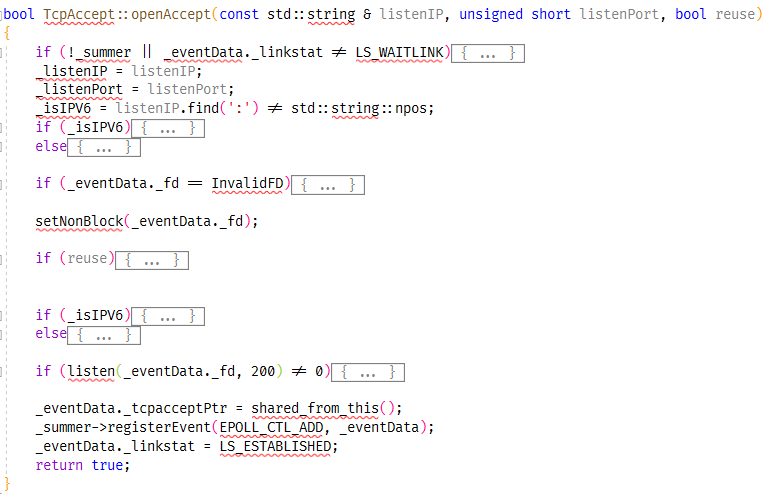 bool TcpAccept::openAccept(const std::string & listenIP, unsigned short listenPort, bool reuse)
{
if (!_summer || _eventData._linkstat ≠ LS_WAITLINK){ ... }
_listenIP = listenIP;
_listenPort = listenPort;
_isIPV6 = listenIP.find(':') ≠ std::string::npos;
if (_isIPV6){ ... }
else{ ... }
if (_eventData._fd == InvalidFD){ ... }
setNonBlock(_eventData._fd);
if (reuse){ ... }
if (_isIPV6){ ... }
else{ ... }
if (listen(_eventData._fd, 200) ≠ 0){ ... }
_eventData._tcpacceptPtr = shared_from_this();
_summer->registerEvent(EPOLL_CTL_ADD, _eventData);
_eventData._linkstat = LS_ESTABLISHED;
return true;
}